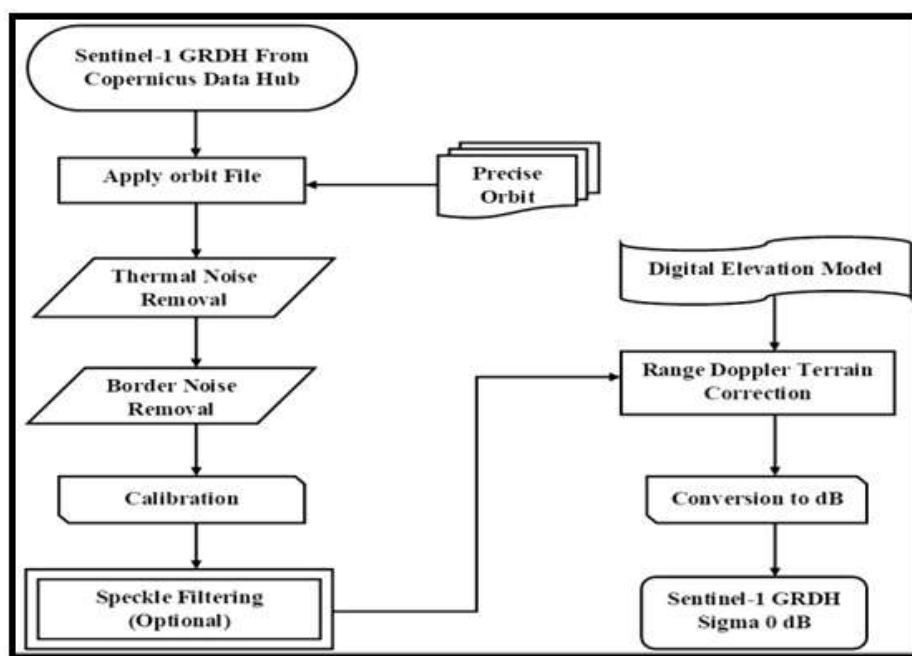 Sentinel-1 GRDH From
Copernicus Data Hub
Apply orbit File
Precise
Orbit
Thermal Noise
Removal
Border Noise
Removal
Calibration
Speckle Filtering
(Optional)
Digital Elevation Model
Range Doppler Terrain
Correction
Conversion to dB
Sentinel-1 GRDH
Sigma 0 dB